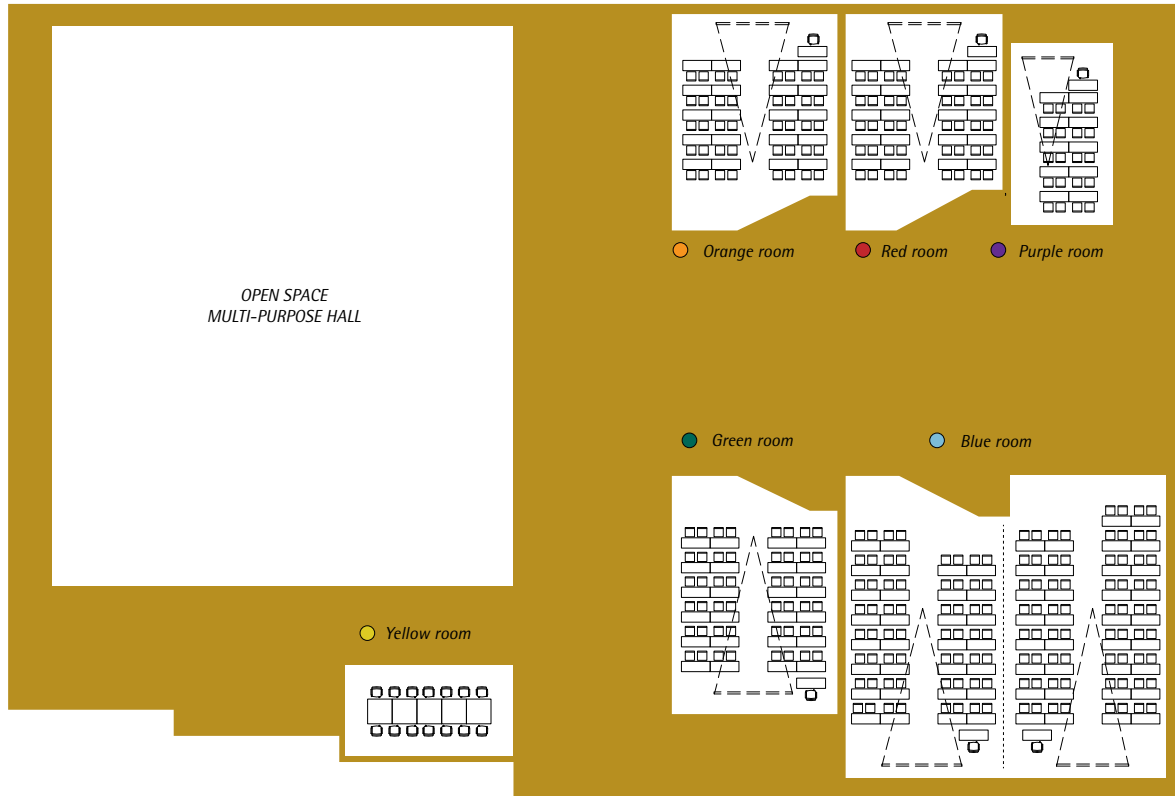 OPEN SPACE
MULTI-PURPOSE HALL
Orange room
Red room
Purple room
Green room
Blue room
Yellow room